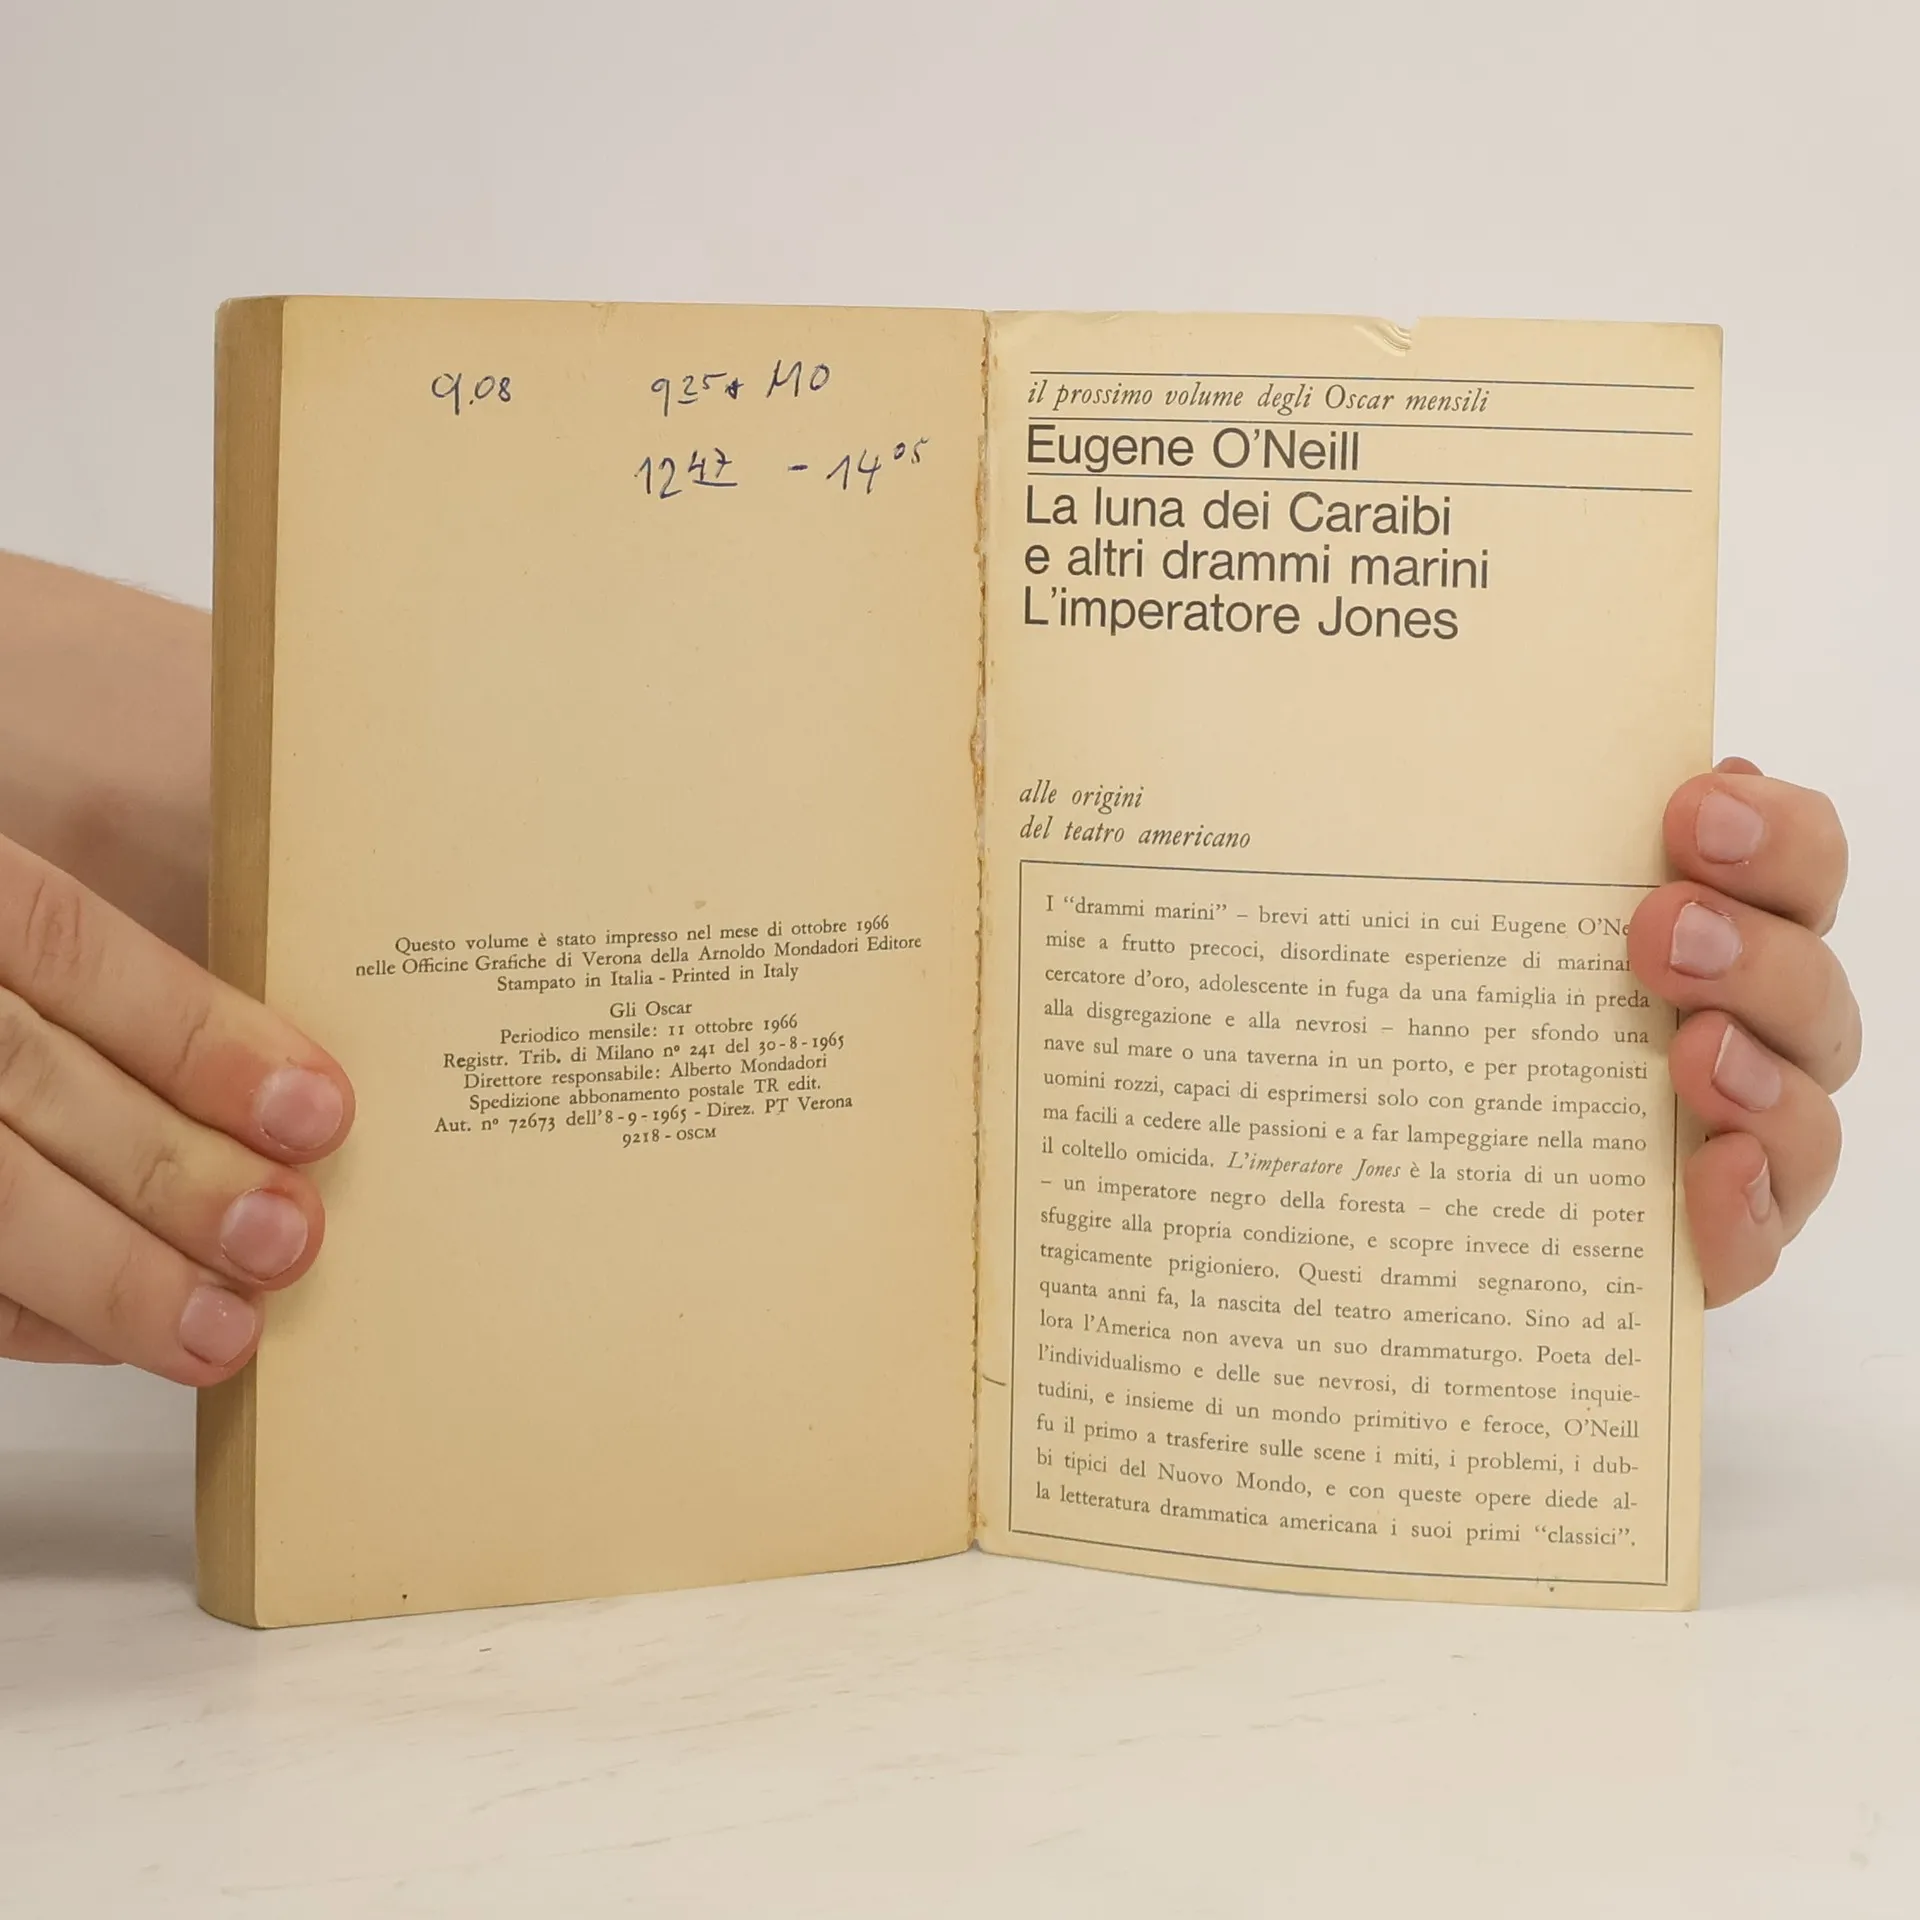 9.08 9 25 + MO
12 47 - 14 05
Questo volume è stato impresso nel mese di ottobre 1966
nelle Officine Grafiche di Verona della Arnoldo Mondadori Editore
Stampato in Italia - Printed in Italy
Gli Oscar
Periodico mensile: 11 ottobre 1966
Registr. Trib. di Milano nº 241 del 30-8-1965
Direttore responsabile: Alberto Mondadori
Spedizione abbonamento postale TR edit.
Aut. nº 72673 dell'8-9-1965 - Direz. PT Verona
9218 - OSCM
il prossimo volume degli Oscar mensili
Eugene O'Neill
La luna dei Caraibi
e altri drammi marini
L'imperatore Jones
alle origini
del teatro americano
I “drammi marini” – brevi atti unici in cui Eugene
mise a frutto precoci, disordinate esperienze di
cercatore d'oro, adolescente in fuga da una famiglia in preda
alla disgregazione e alla nevrosi – hanno per sfondo una
nave sul mare o una taverna in un porto, e per protagonisti
uomini rozzi, capaci di esprimersi solo con grande impaccio,
ma facili a cedere alle passioni e a far lampeggiare nella mano
il coltello omicida. L'imperatore Jones è la storia di un uomo
– un imperatore negro della foresta – che crede di poter
sfuggire alla propria condizione, e scopre invece di esserne
tragicamente prigioniero. Questi drammi segnarono, cin-
quanta anni fa, la nascita del teatro americano. Sino ad al-
lora l'America non aveva un suo drammaturgo. Poeta del-
l'individualismo e delle sue nevrosi, di tormentose inquie-
tudini, e insieme di un mondo primitivo e feroce, O'Neill
fu il primo a trasferire sulle scene i miti, i problemi, i dub-
bi tipici del Nuovo Mondo, e con queste opere diede al-
la letteratura drammatica americana i suoi primi “classici”.